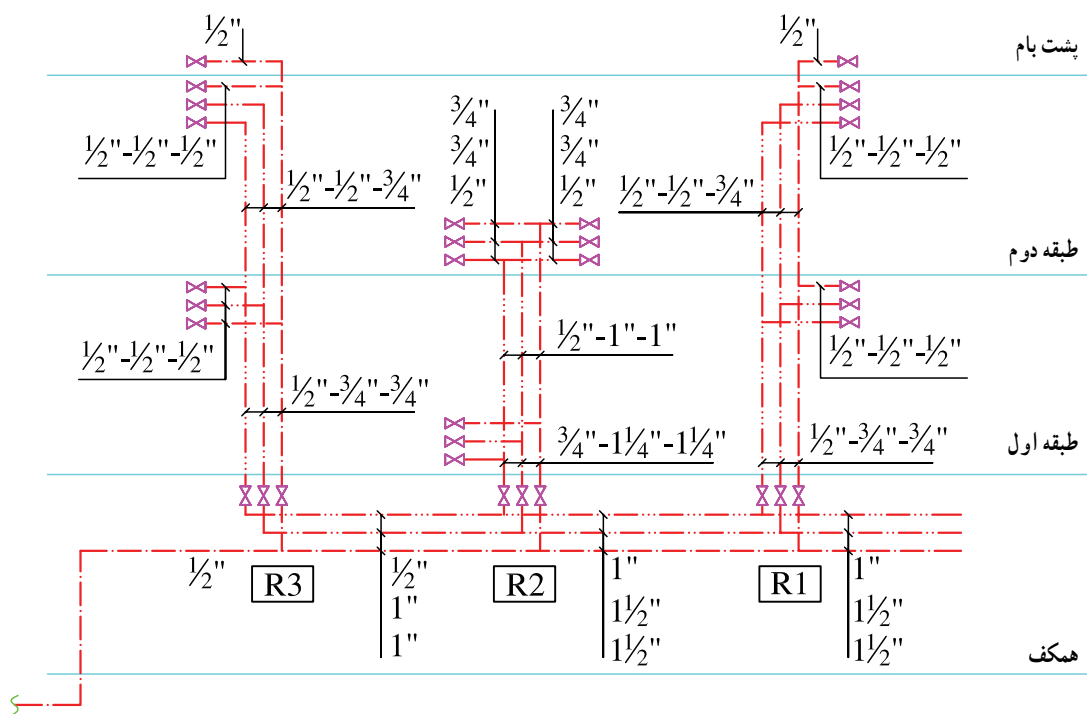 ½" ½"
پشت بام
¾" ¾"
¾" ¾"
½"-½"-½" ½" ½" ½"-½"-½"
½"-½"-¾" ½"-½"-¾"
طبقه دوم
½"-1"-1"
½"-½"-½" ½"-½"-½"
½"-¾"-¾"
¾"-1¼"-1¼" ½"-¾"-¾" طبقه اول
½" R3 ½" R2 1" R1 1"
1" 1½" 1½"
1" 1½" 1½" همکف